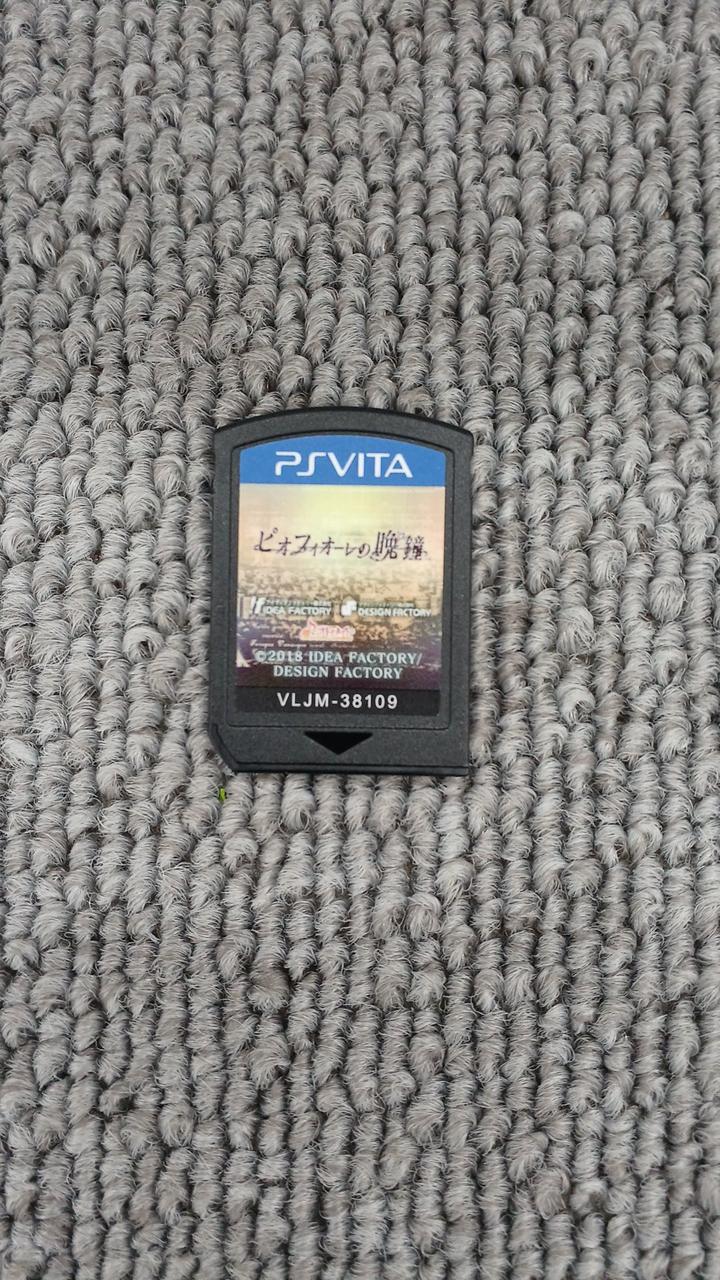 PSVITA
ピオフィオーレの晩鐘
IDEA FACTORY
DESIGN FACTORY
©2018 IDEA FACTORY/
DESIGN FACTORY
VLJM-38109